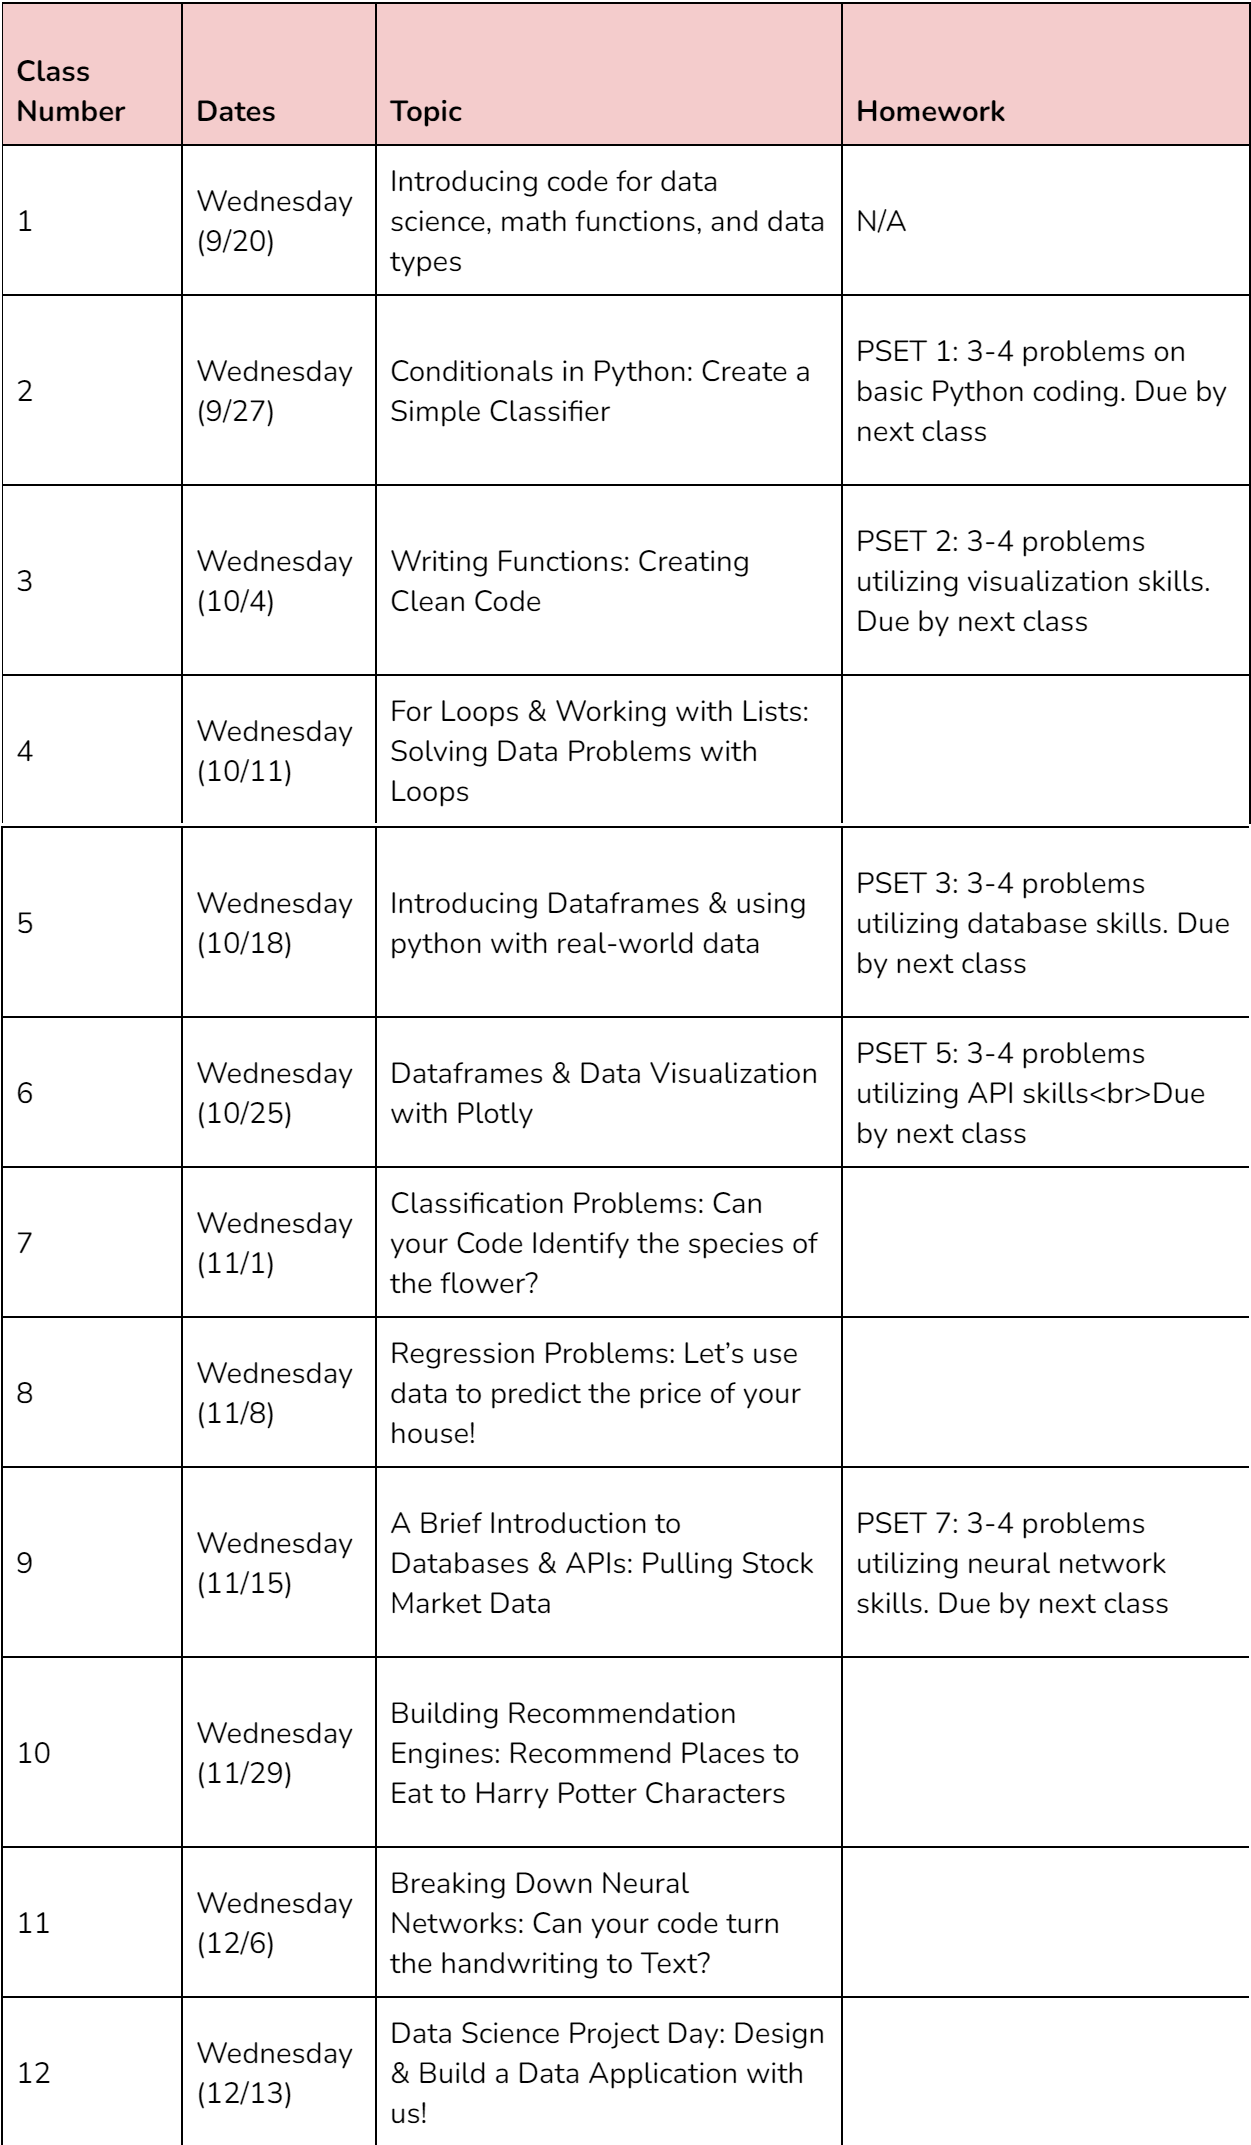 Class
Number
Dates
Topic
Homework
1
Wednesday
(9/20)
Introducing code for data
science, math functions, and data
types
N/A
2
Wednesday
(9/27)
Conditionals in Python: Create a
Simple Classifier
PSET 1: 3-4 problems on
basic Python coding. Due by
next class
3
Wednesday
(10/4)
Writing Functions: Creating
Clean Code
PSET 2: 3-4 problems
utilizing visualization skills.
Due by next class
4
Wednesday
(10/11)
For Loops & Working with Lists:
Solving Data Problems with
Loops
5
Wednesday
(10/18)
Introducing Dataframes & using
python with real-world data
PSET 3: 3-4 problems
utilizing database skills. Due
by next class
6
Wednesday
(10/25)
Dataframes & Data Visualization
with Plotly
PSET 5: 3-4 problems
utilizing API skills<br>Due
by next class
7
Wednesday
(11/1)
Classification Problems: Can
your Code Identify the species of
the flower?
8
Wednesday
(11/8)
Regression Problems: Let’s use
data to predict the price of your
house!
9
Wednesday
(11/15)
A Brief Introduction to
Databases & APIs: Pulling Stock
Market Data
PSET 7: 3-4 problems
utilizing neural network
skills. Due by next class
10
Wednesday
(11/29)
Building Recommendation
Engines: Recommend Places to
Eat to Harry Potter Characters
11
Wednesday
(12/6)
Breaking Down Neural
Networks: Can your code turn
the handwriting to Text?
12
Wednesday
(12/13)
Data Science Project Day: Design
& Build a Data Application with
us!